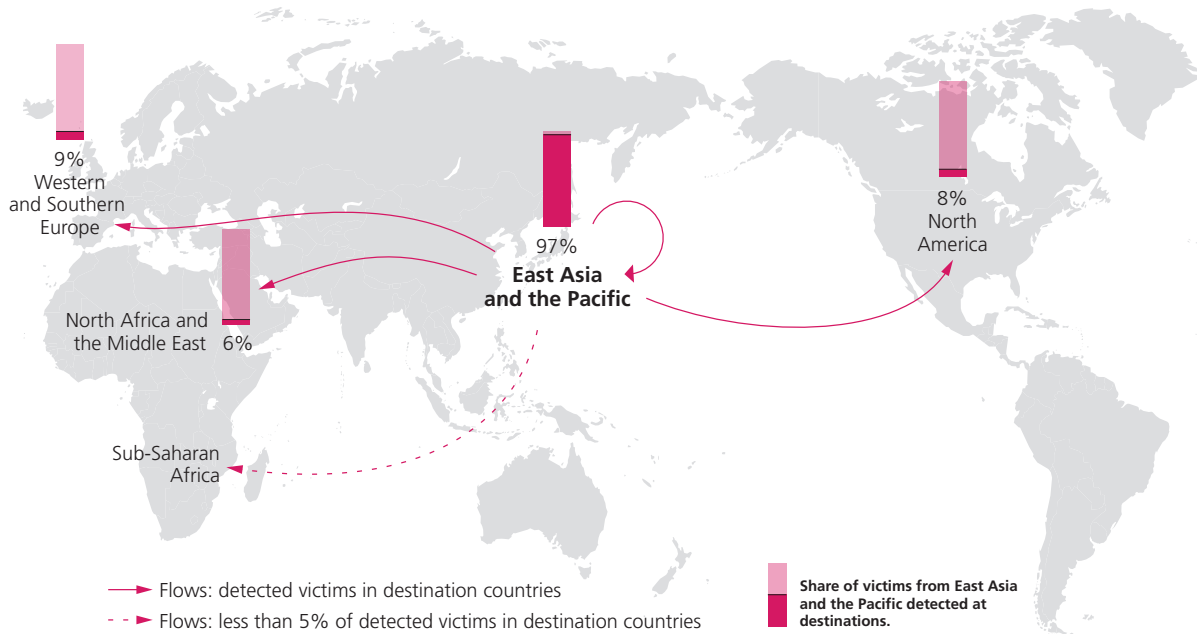 9%
Western
and Southern
Europe
97%
East Asia
and the Pacific
8%
North
America
North Africa and
the Middle East 6%
Sub-Saharan
Africa
Flows: detected victims in destination countries
Flows: less than 5% of detected victims in destination countries
Share of victims from East Asia
and the Pacific detected at
destinations.